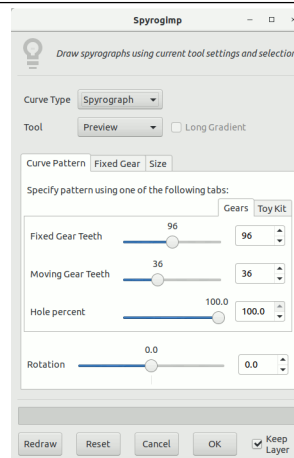 Spyrogimp
Draw spyrographs using current tool settings and selection
Curve Type Spyrograph
Tool Preview Long Gradient
Curve Pattern Fixed Gear Size
Specify pattern using one of the following tabs:
Gears Toy Kit
96
Fixed Gear Teeth 96
36
Moving Gear Teeth 36
100.0
Hole percent 100.0
0.0
Rotation 0.0
Redraw Reset Cancel OK Keep
Layer